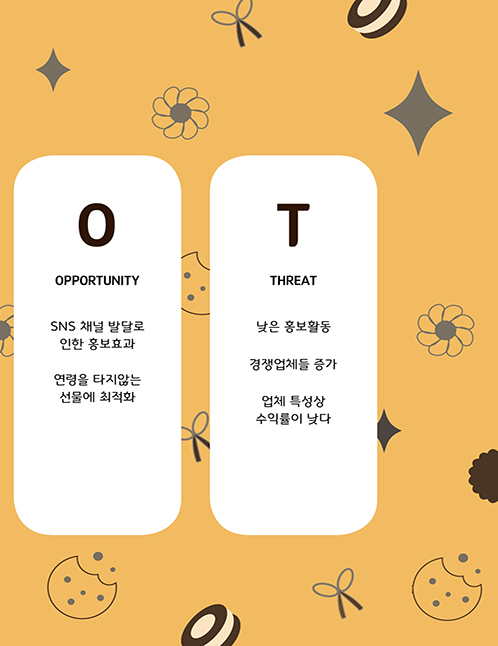 O
OPPORTUNITY
SNS 채널 발달로
인한 홍보효과
연령을 타지않는
선물에 최적화
T
THREAT
낮은 홍보활동
경쟁업체들 증가
업체 특성상
수익률이 낮다